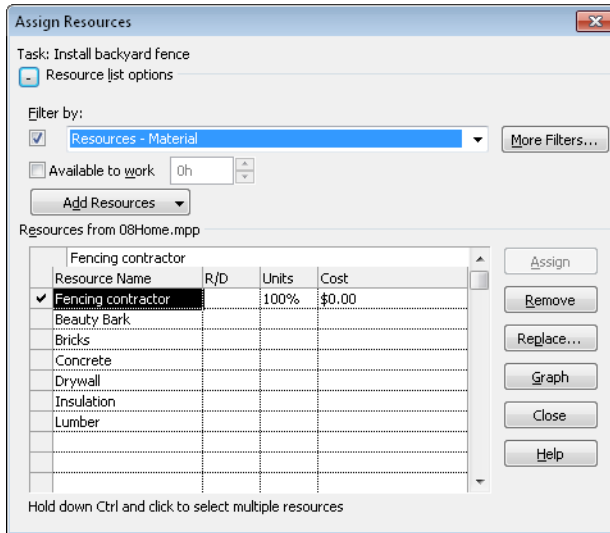 Assign Resources
Task: Install backyard fence
- Resource list options
Filter by:
Resources - Material More Filters...
Available to work 0h
Add Resources
Resources from 08Home.mpp
Fencing contractor
Assign
Resource Name R/D Units Cost
Fencing contractor 100% $0.00 Remove
Beauty Bark
Bricks Replace...
Concrete
Drywall Graph
Insulation
Lumber Close
Help
Hold down Ctrl and click to select multiple resources